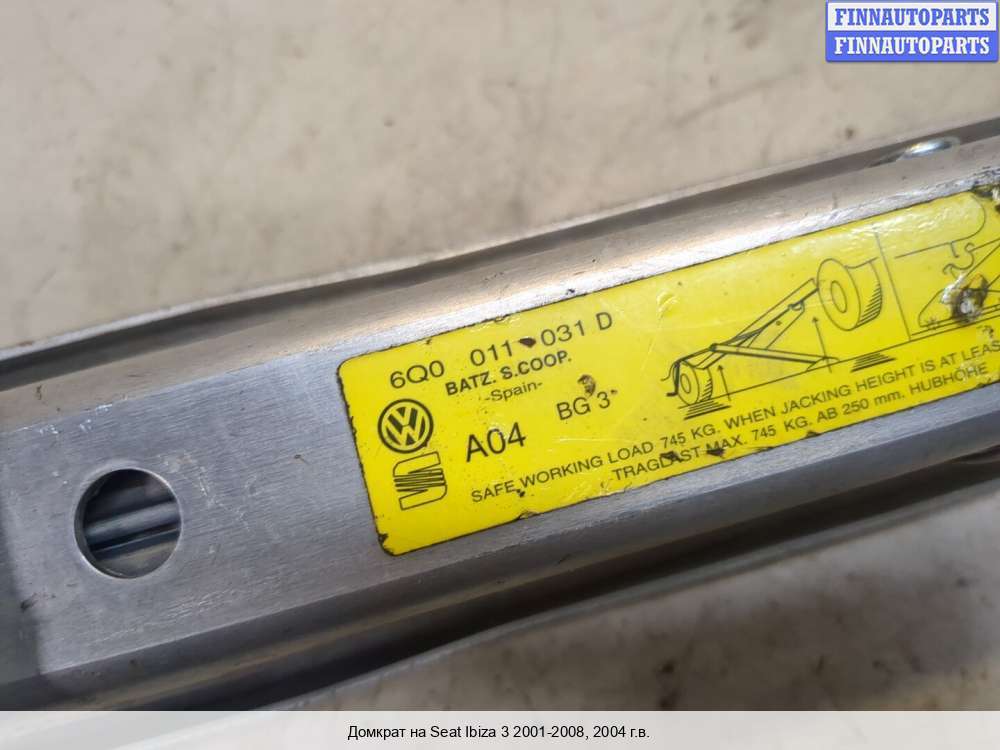 FINNAUTOPARTS
FINNAUTOPARTS
6Q0 011 031 D
BATZ. S.COOP.
-Spain-
A04 BG 3
SAFE WORKING LOAD 745 KG. WHEN JACKING HEIGHT IS AT LEAS
TRAGLAST MAX. 745 KG. AB 250 mm. HUBHÖHE
Домкрат на Seat Ibiza 3 2001-2008, 2004 г.в.